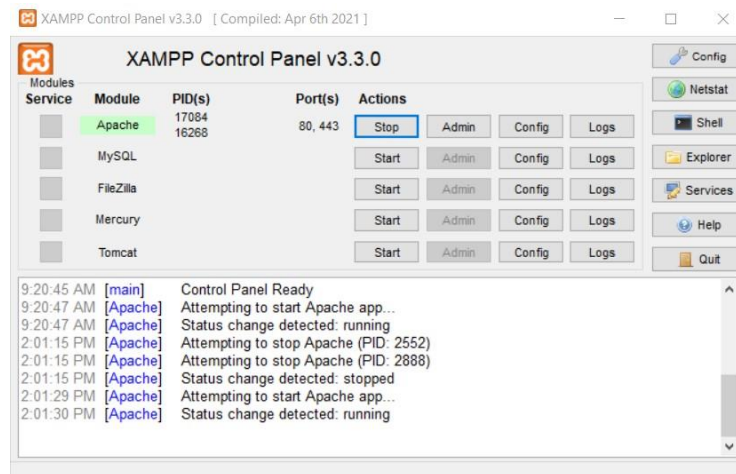 XAMPP Control Panel v3.3.0 [ Compiled: Apr 6th 2021 ]
XAMPP Control Panel v3.3.0
Config
Modules
Service Module PID(s) Port(s) Actions
Netstat
Apache 17084 16268 80, 443 Stop Admin Config Logs
Shell
MySQL Start Admin Config Logs
Explorer
FileZilla Start Admin Config Logs
Services
Mercury Start Admin Config Logs
Help
Tomcat Start Admin Config Logs
Quit
9:20:45 AM [main] Control Panel Ready
9:20:47 AM [Apache] Attempting to start Apache app...
9:20:47 AM [Apache] Status change detected: running
2:01:15 PM [Apache] Attempting to stop Apache (PID: 2552)
2:01:15 PM [Apache] Attempting to stop Apache (PID: 2888)
2:01:15 PM [Apache] Status change detected: stopped
2:01:29 PM [Apache] Attempting to start Apache app...
2:01:30 PM [Apache] Status change detected: running